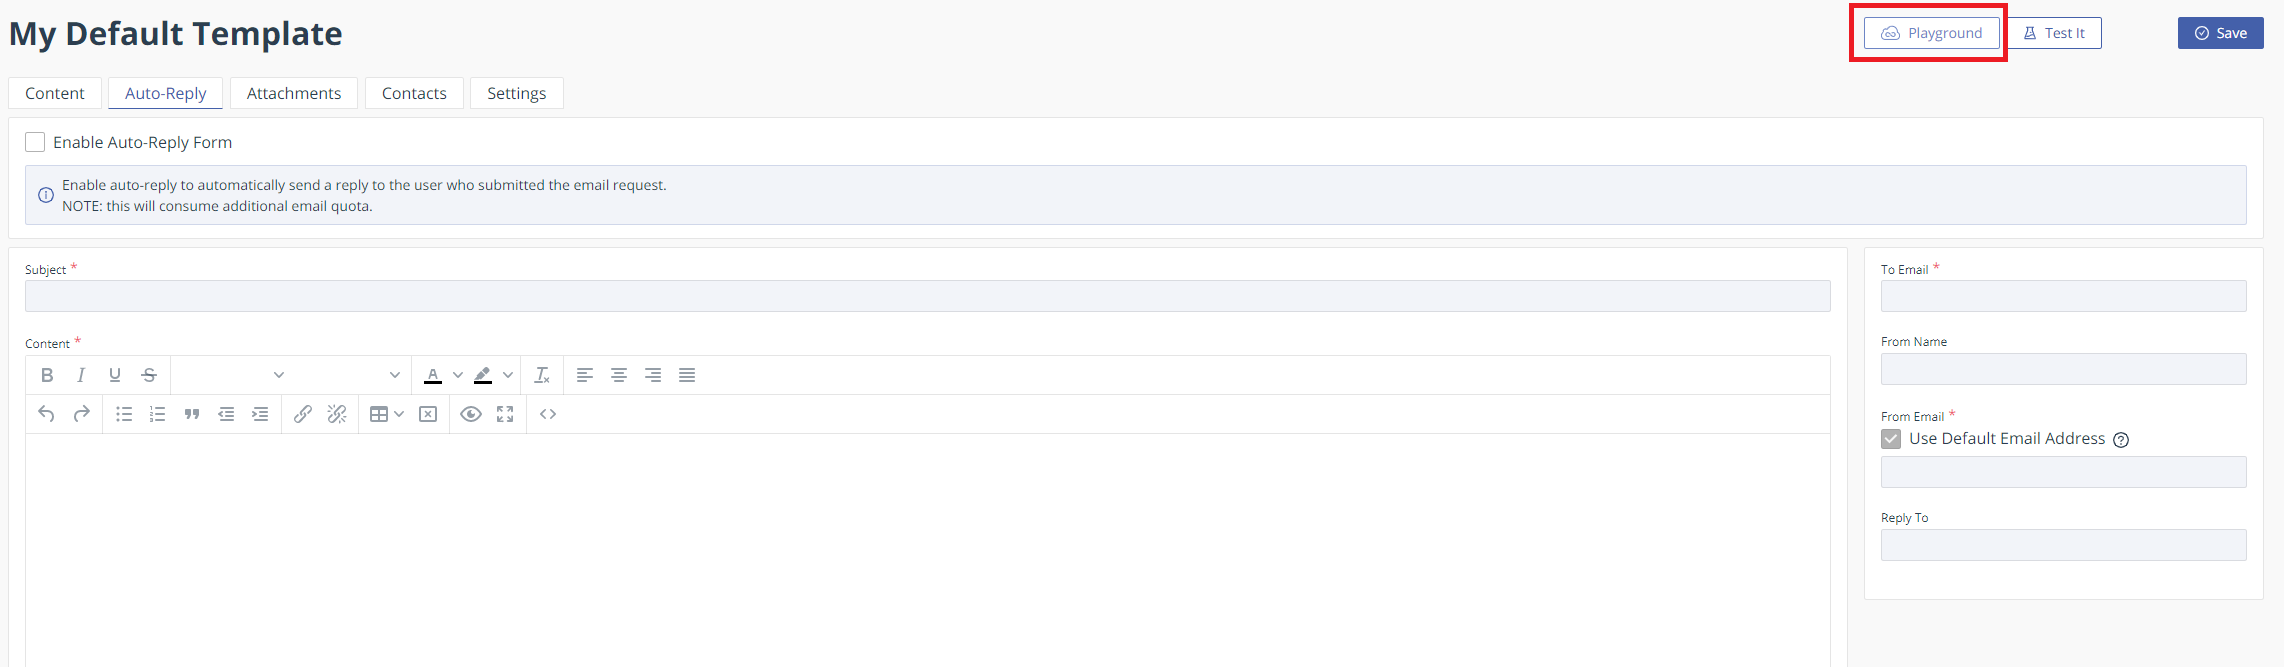 My Default Template
Playground
Test It
Save
Content
Auto-Reply
Attachments
Contacts
Settings
Enable Auto-Reply Form
Enable auto-reply to automatically send a reply to the user who submitted the email request.
NOTE: this will consume additional email quota.
Subject *
Content *
To Email *
From Name
From Email *
Use Default Email Address
Reply To